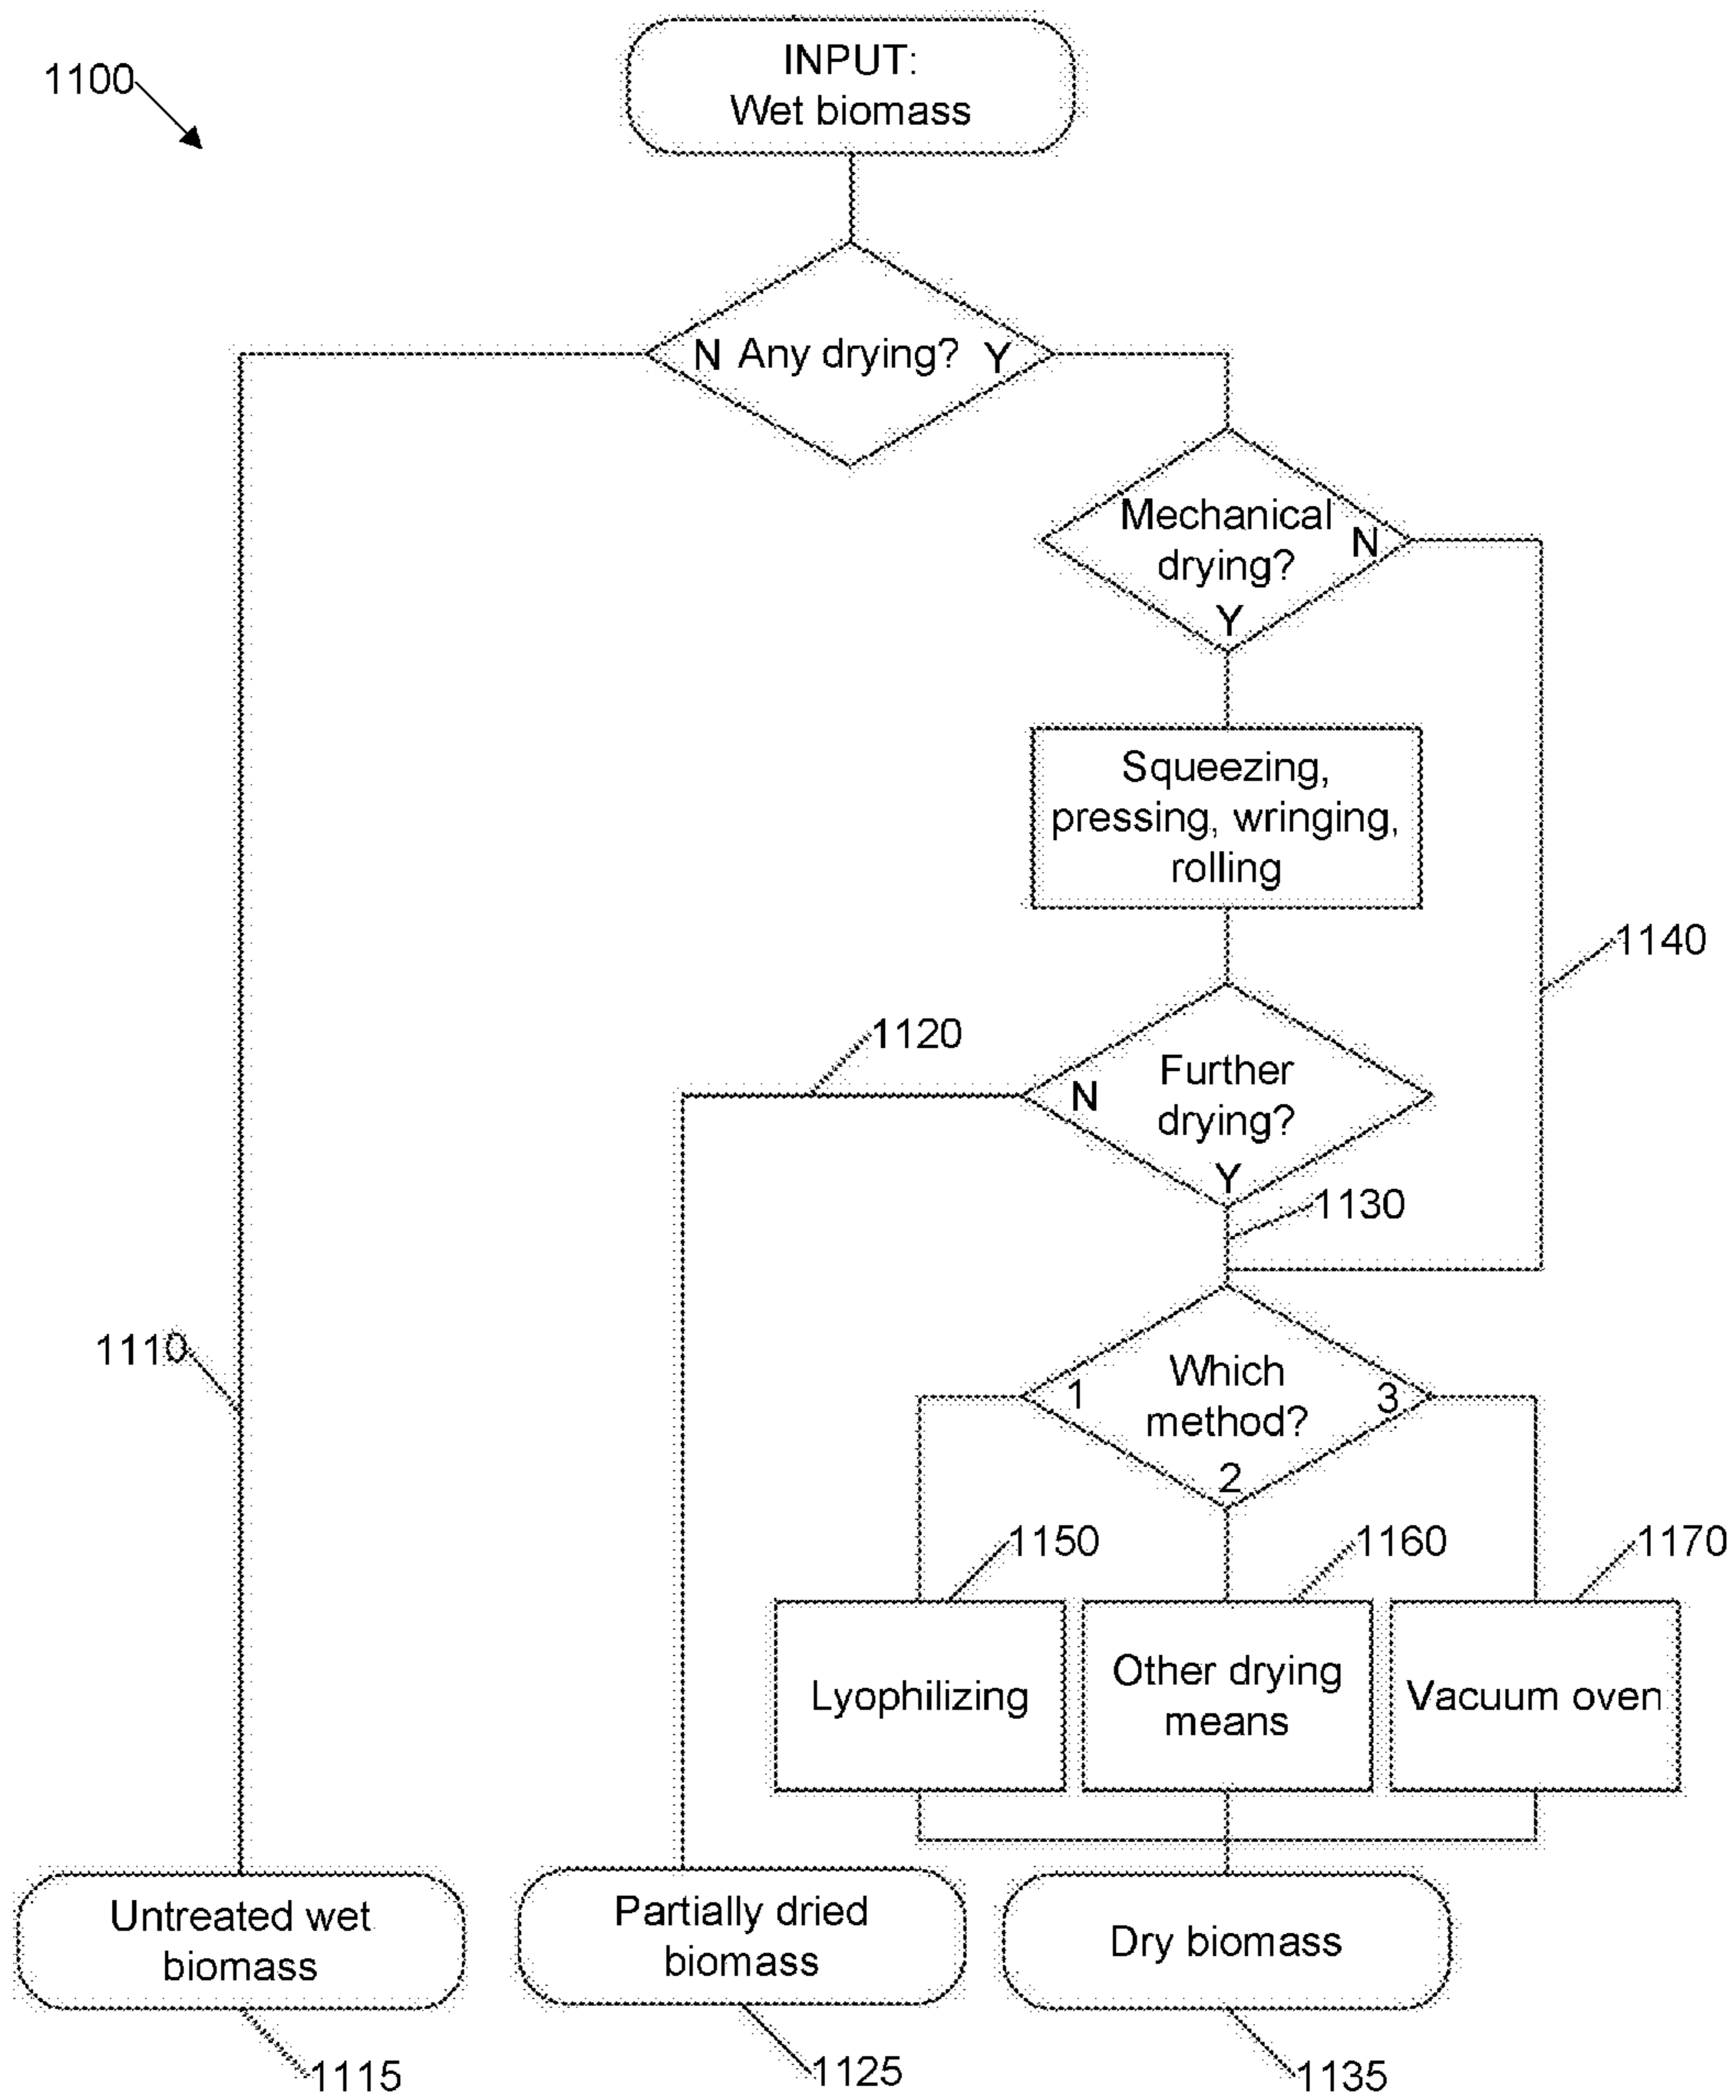 1100
INPUT:
Wet biomass
N Any drying? Y
Mechanical
drying?
N
Y
Squeezing,
pressing, wringing,
rolling
1140
1120
Further
drying?
N
Y
1130
1110
Which
method?
1
3
2
1150
1160
1170
Lyophilizing
Other drying
means
Vacuum oven
Untreated wet
biomass
Partially dried
biomass
Dry biomass
1115
1125
1135